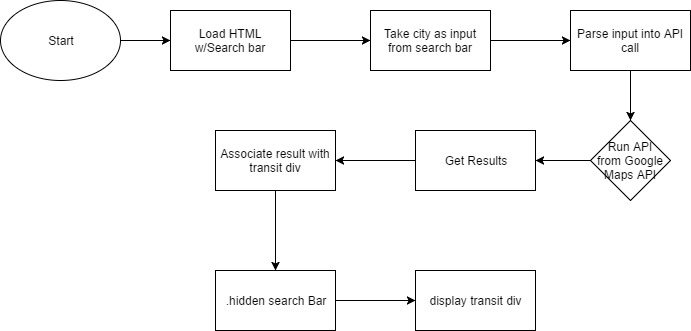 Start
Load HTML
w/Search bar
Take city as input
from search bar
Parse input into API
call
Run API
from Google
Maps API
Get Results
Associate result with
transit div
.hidden search Bar
display transit div